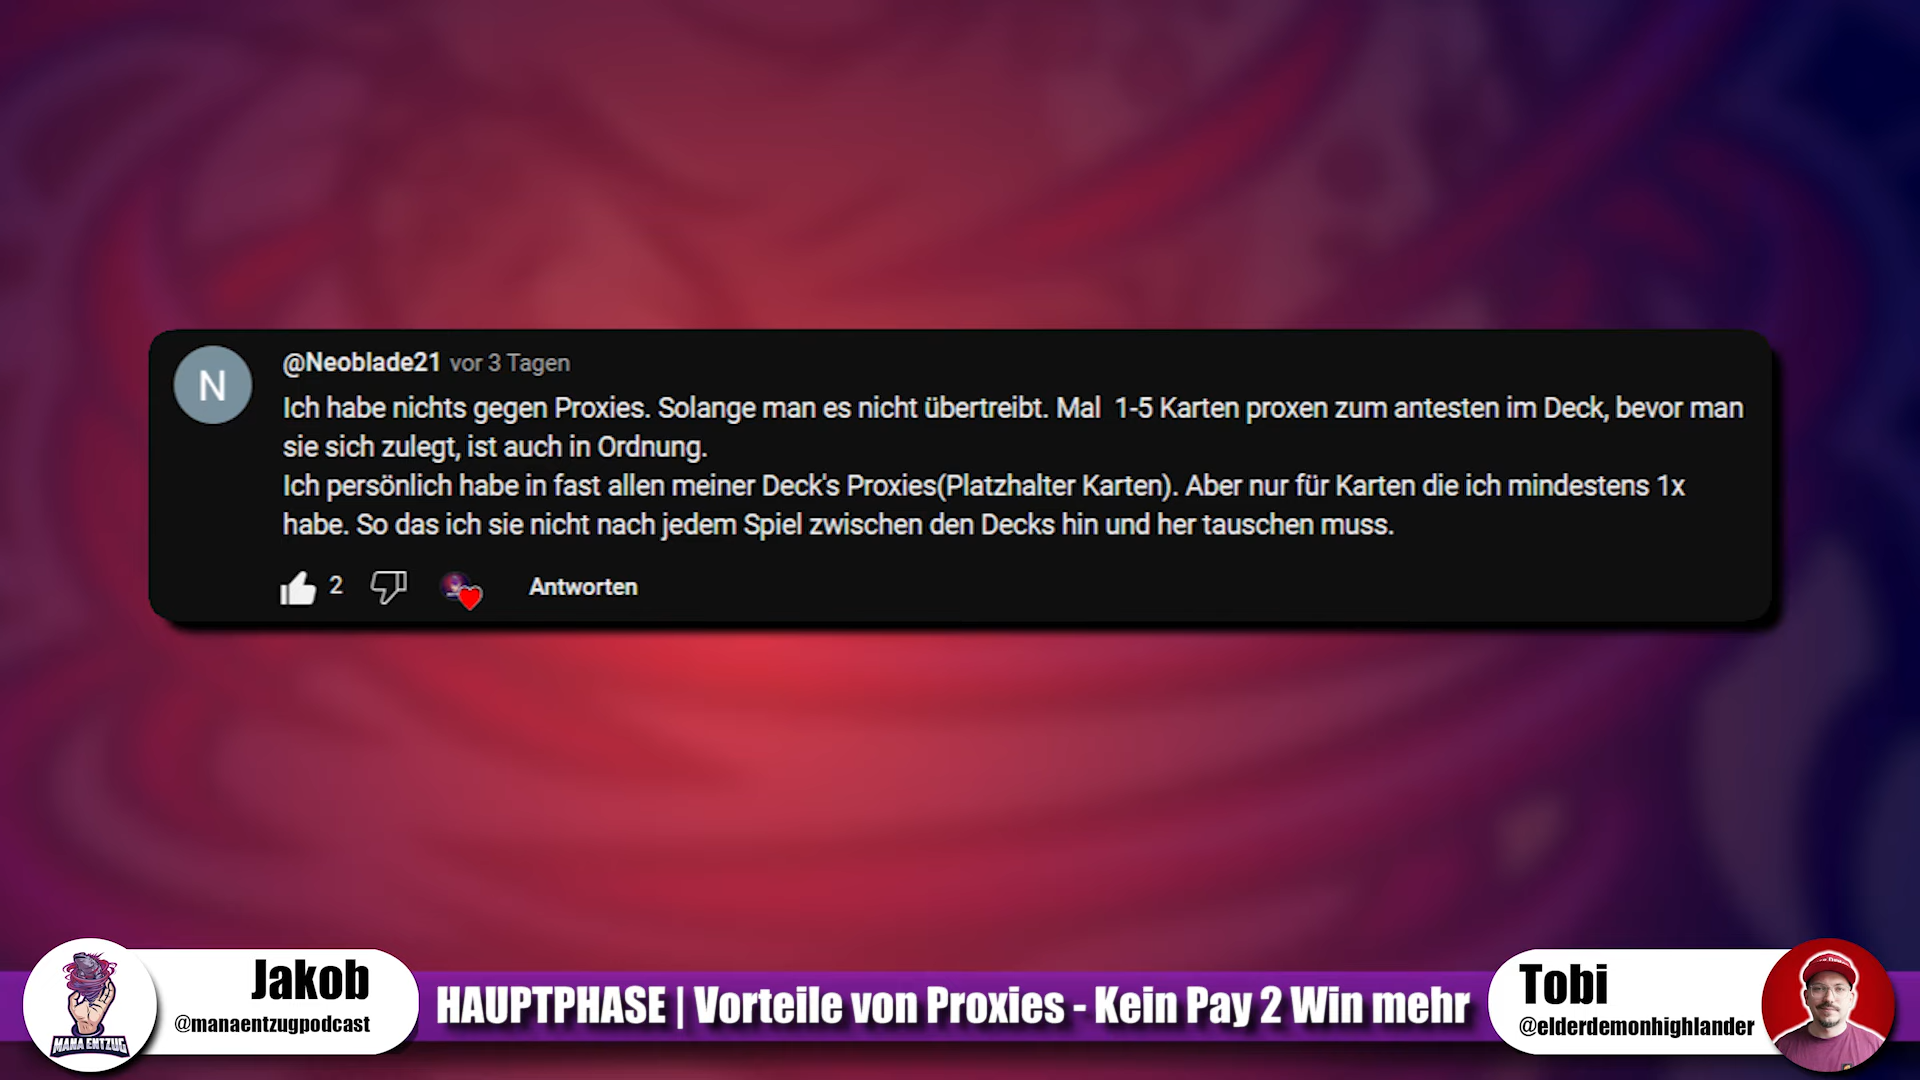 N
@Neoblade21 vor 3 Tagen
Ich habe nichts gegen Proxies. Solange man es nicht übertreibt. Mal  1-5 Karten proxen zum antesten im Deck, bevor man
sie sich zulegt, ist auch in Ordnung.
Ich persönlich habe in fast allen meiner Deck's Proxies(Platzhalter Karten). Aber nur für Karten die ich mindestens 1x
habe. So das ich sie nicht nach jedem Spiel zwischen den Decks hin und her tauschen muss.
2 Antworten
MANA ENTZUG
Jakob
@manaentzugpodcast
HAUPTPHASE | Vorteile von Proxies - Kein Pay 2 Win mehr
Tobi
@elderdemonhighlander